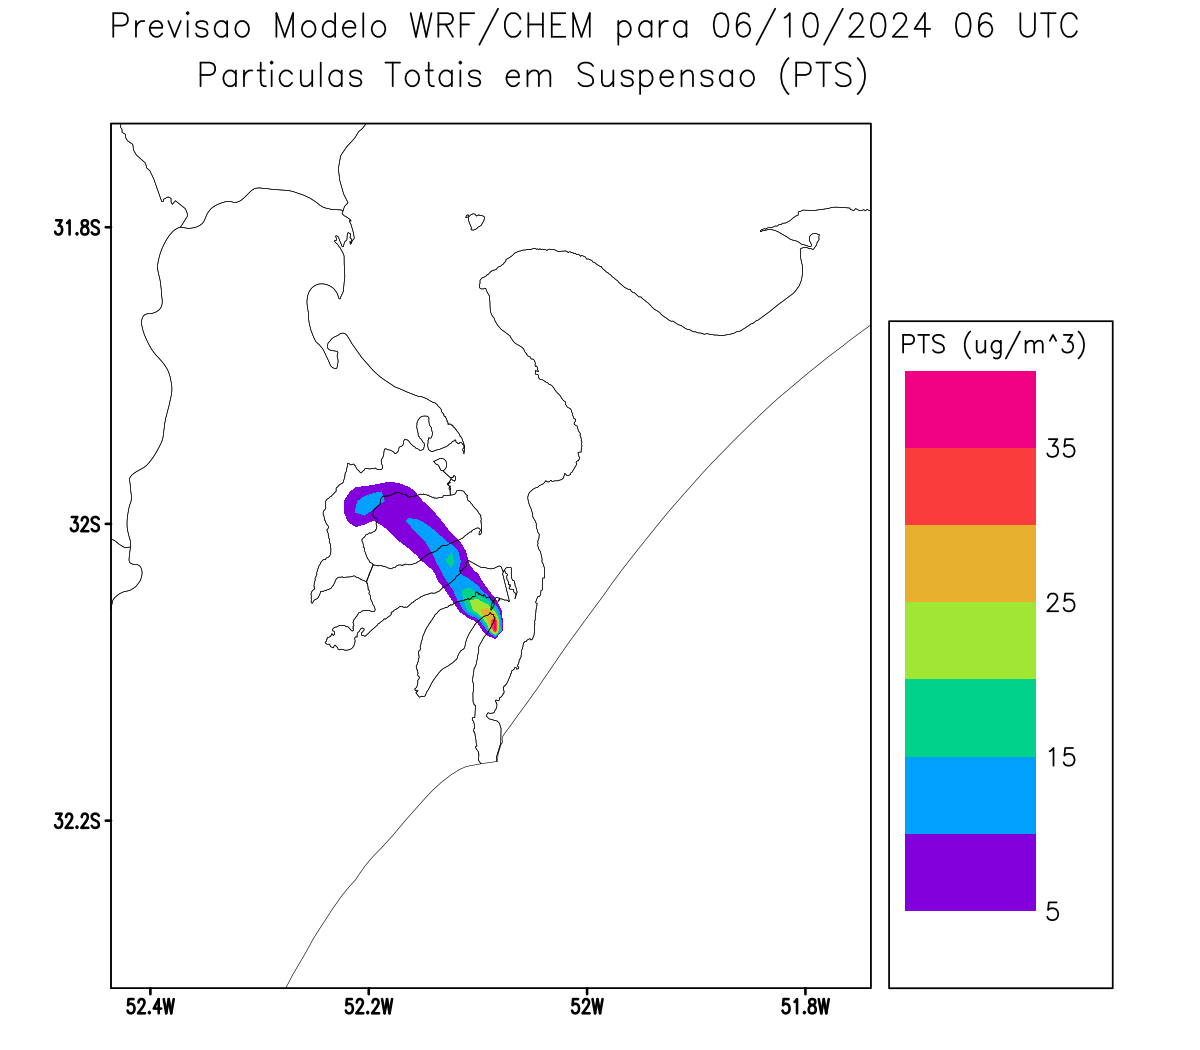 Previsao Modelo WRF/CHEM para 06/10/2024 06 UTC
Particulas Totais em Suspensao (PTS)
31.8S
32S
32.2S
52.4W
52.2W
52W
51.8W
PTS (ug/m^3)
35
25
15
5